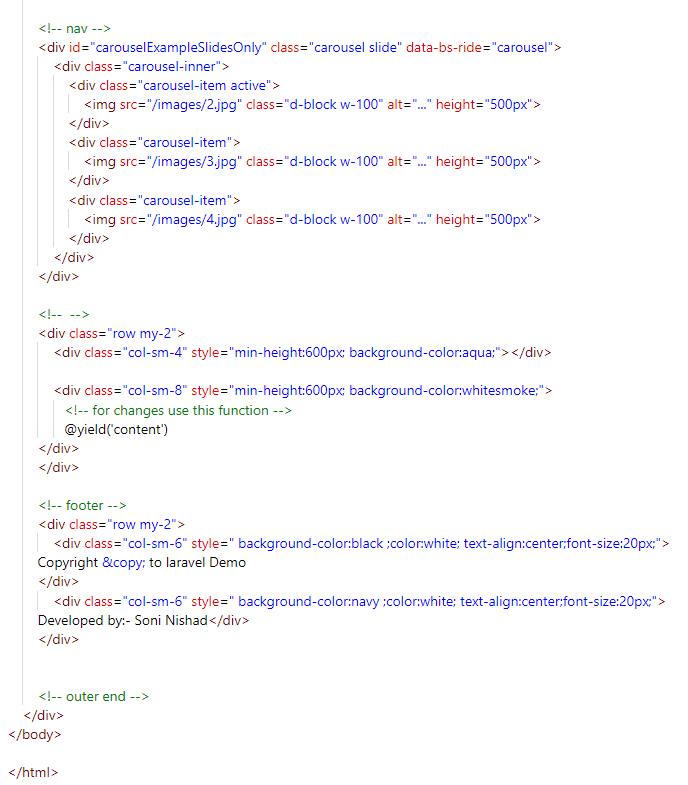 <!-- nav -->
<div id="carouselExampleSlidesOnly" class="carousel slide" data-bs-ride="carousel">
<div class="carousel-inner">
<div class="carousel-item active">
<img src="/images/2.jpg" class="d-block w-100" alt="..." height="500px">
</div>
<div class="carousel-item">
<img src="/images/3.jpg" class="d-block w-100" alt="..." height="500px">
</div>
<div class="carousel-item">
<img src="/images/4.jpg" class="d-block w-100" alt="..." height="500px">
</div>
</div>
</div>
<!--  -->
<div class="row my-2">
<div class="col-sm-4" style="min-height:600px; background-color:aqua;"></div>
<div class="col-sm-8" style="min-height:600px; background-color:whitesmoke;">
<!-- for changes use this function -->
@yield('content')
</div>
</div>
<!-- footer -->
<div class="row my-2">
<div class="col-sm-6" style=" background-color:black ;color:white; text-align:center;font-size:20px;">
Copyright &copy; to laravel Demo
</div>
<div class="col-sm-6" style=" background-color:navy ;color:white; text-align:center;font-size:20px;">
Developed by:- Soni Nishad</div>
</div>
<!-- outer end -->
</div>
</body>
</html>